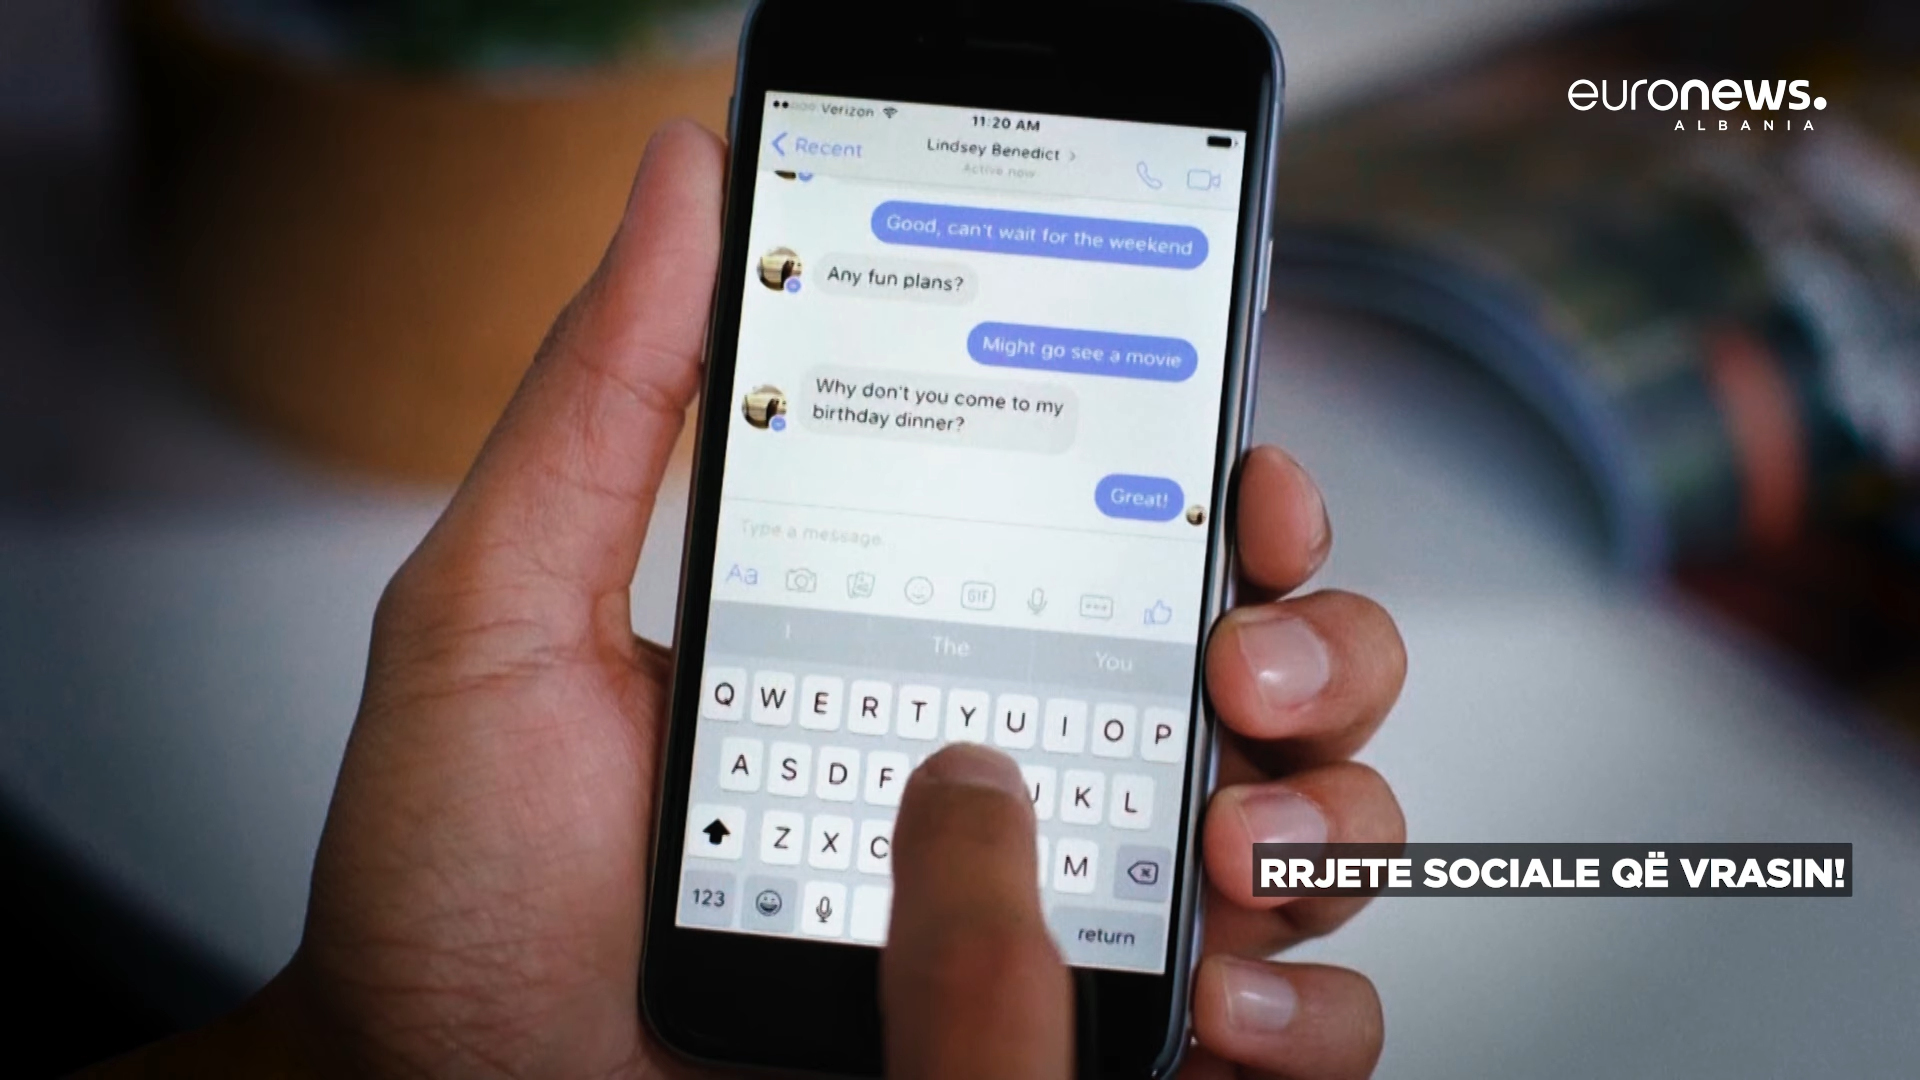 euronews.
ALBANIA
Verizon
11:20 AM
Recent
Lindsey Benedict
Active now
Good, can't wait for the weekend
Any fun plans?
Might go see a movie
Why don't you come to my
birthday dinner?
Great!
Type a message
Aa
GIF
I The You
Q W E R T Y U I O P
A S D F J K L
Z X C M
123
return
RRJETE SOCIALE QË VRASIN!